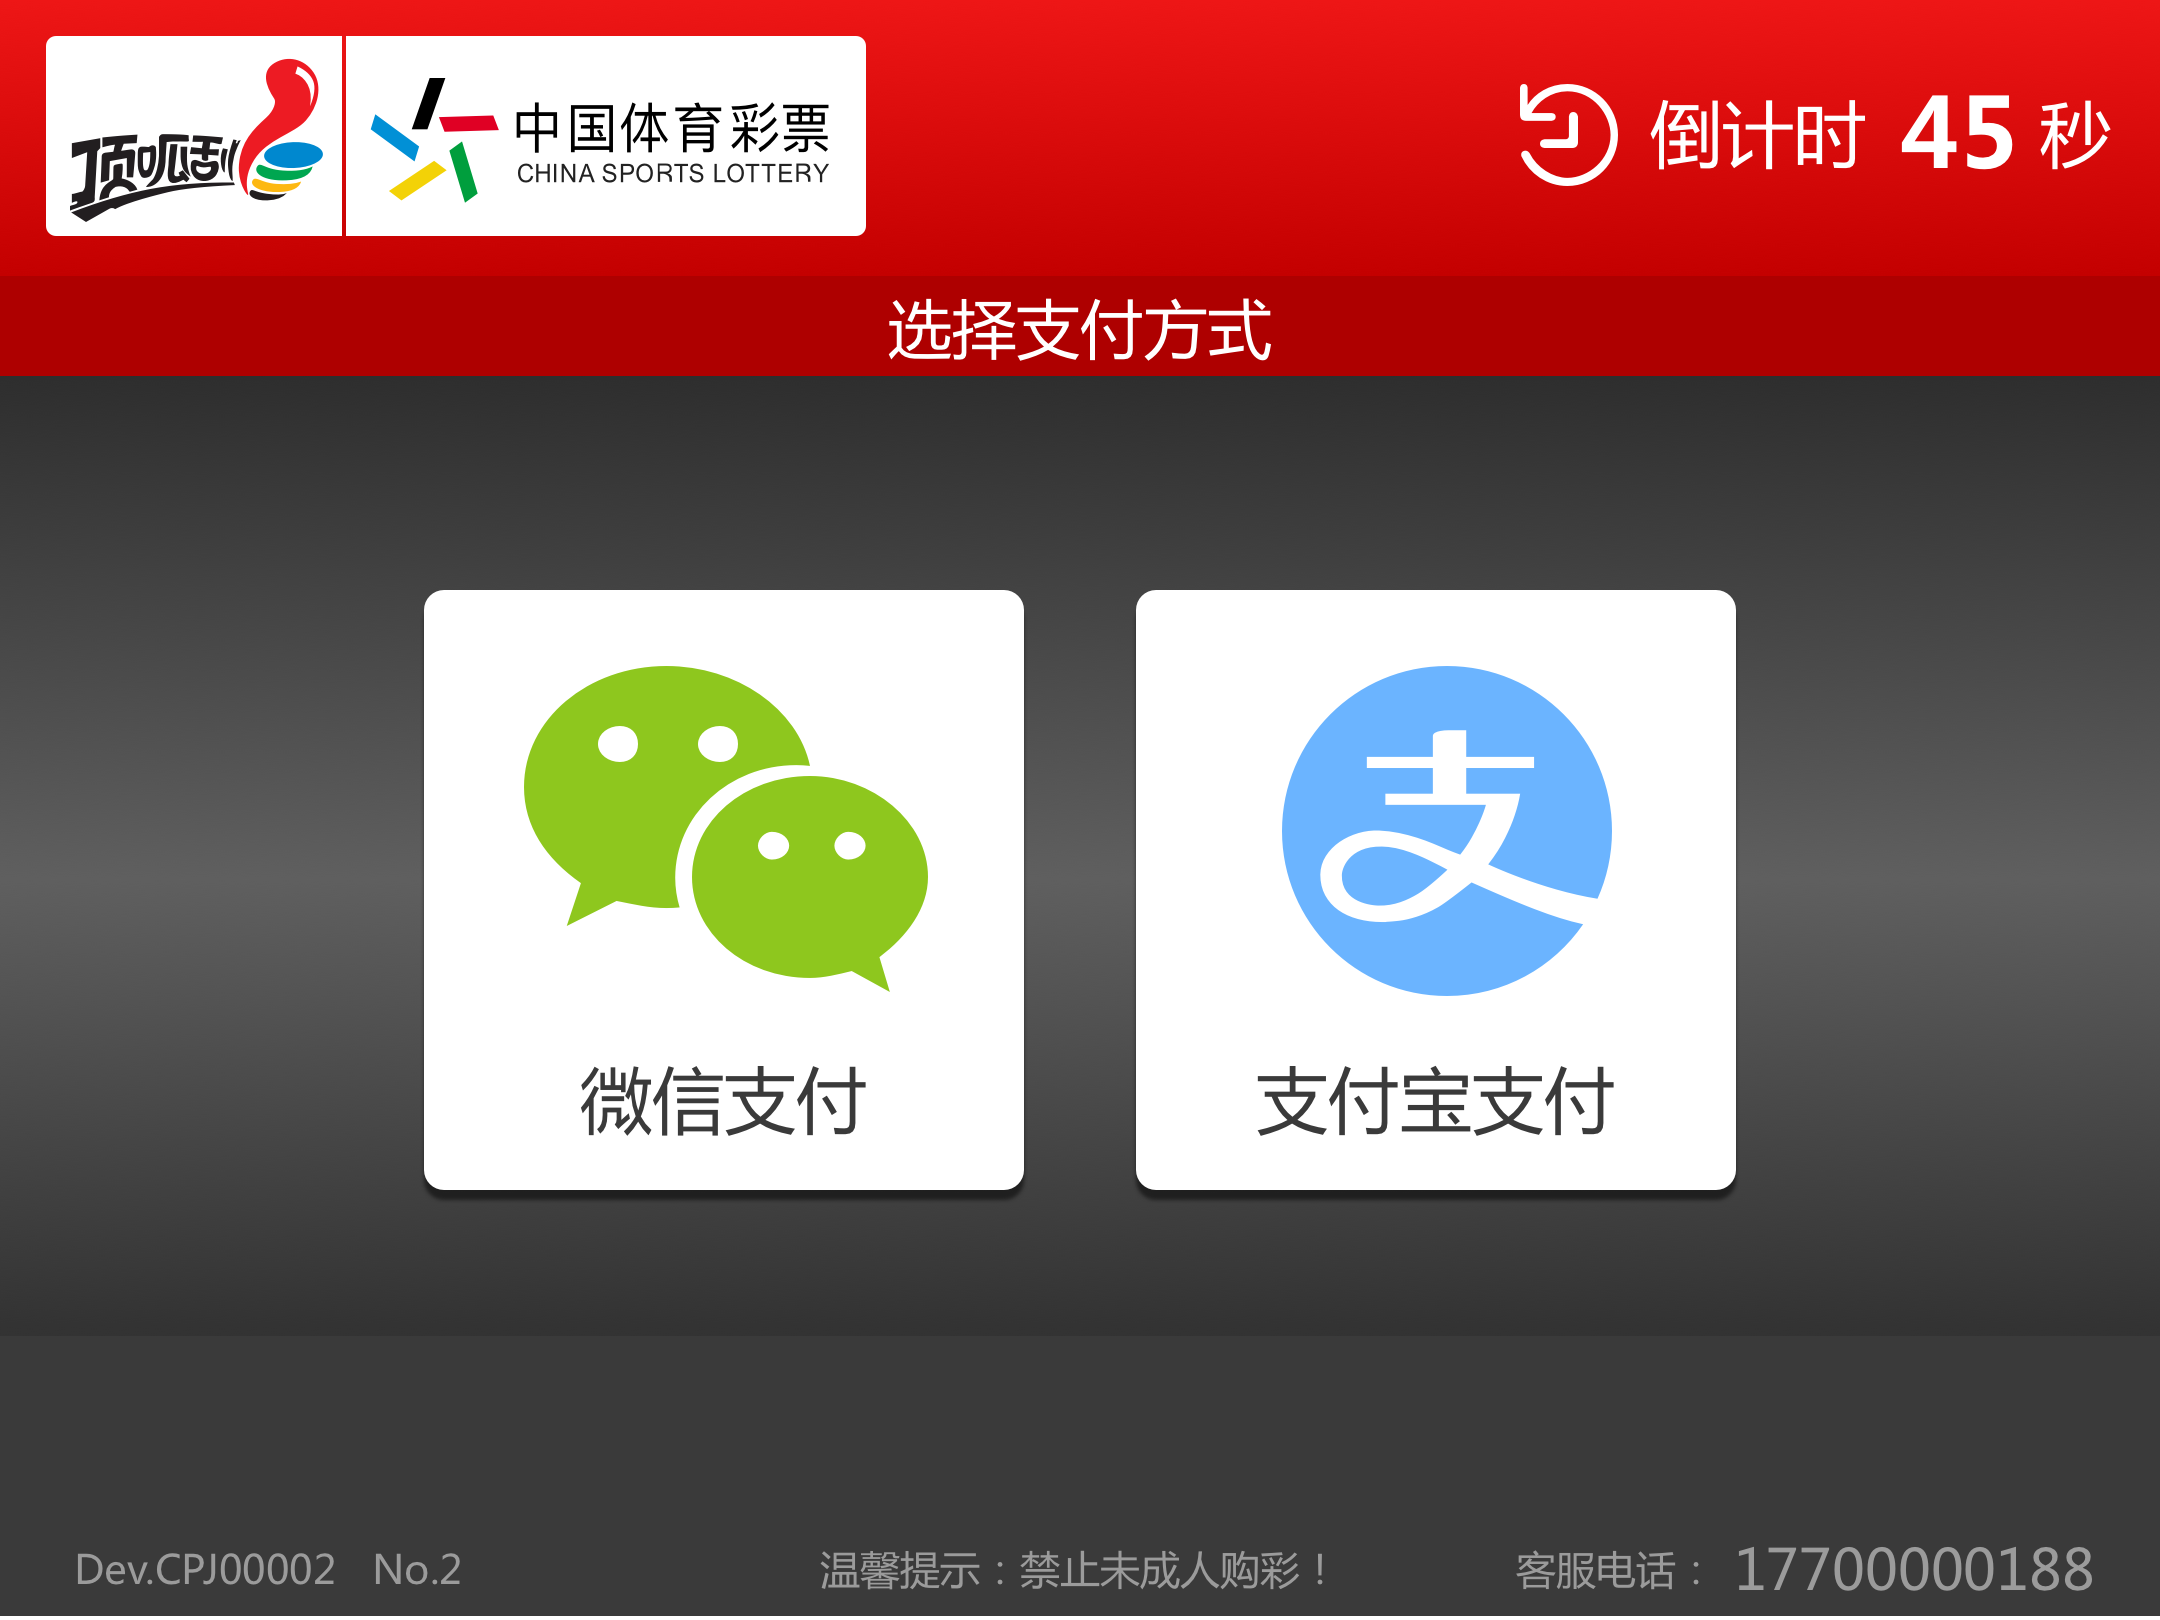 顶呱刮
中国体育彩票
CHINA SPORTS LOTTERY
倒计时 45 秒
选择支付方式
支
微信支付
支付宝支付
Dev.CPJ00002 No.2
温馨提示：禁止未成人购彩！
客服电话： 17700000188